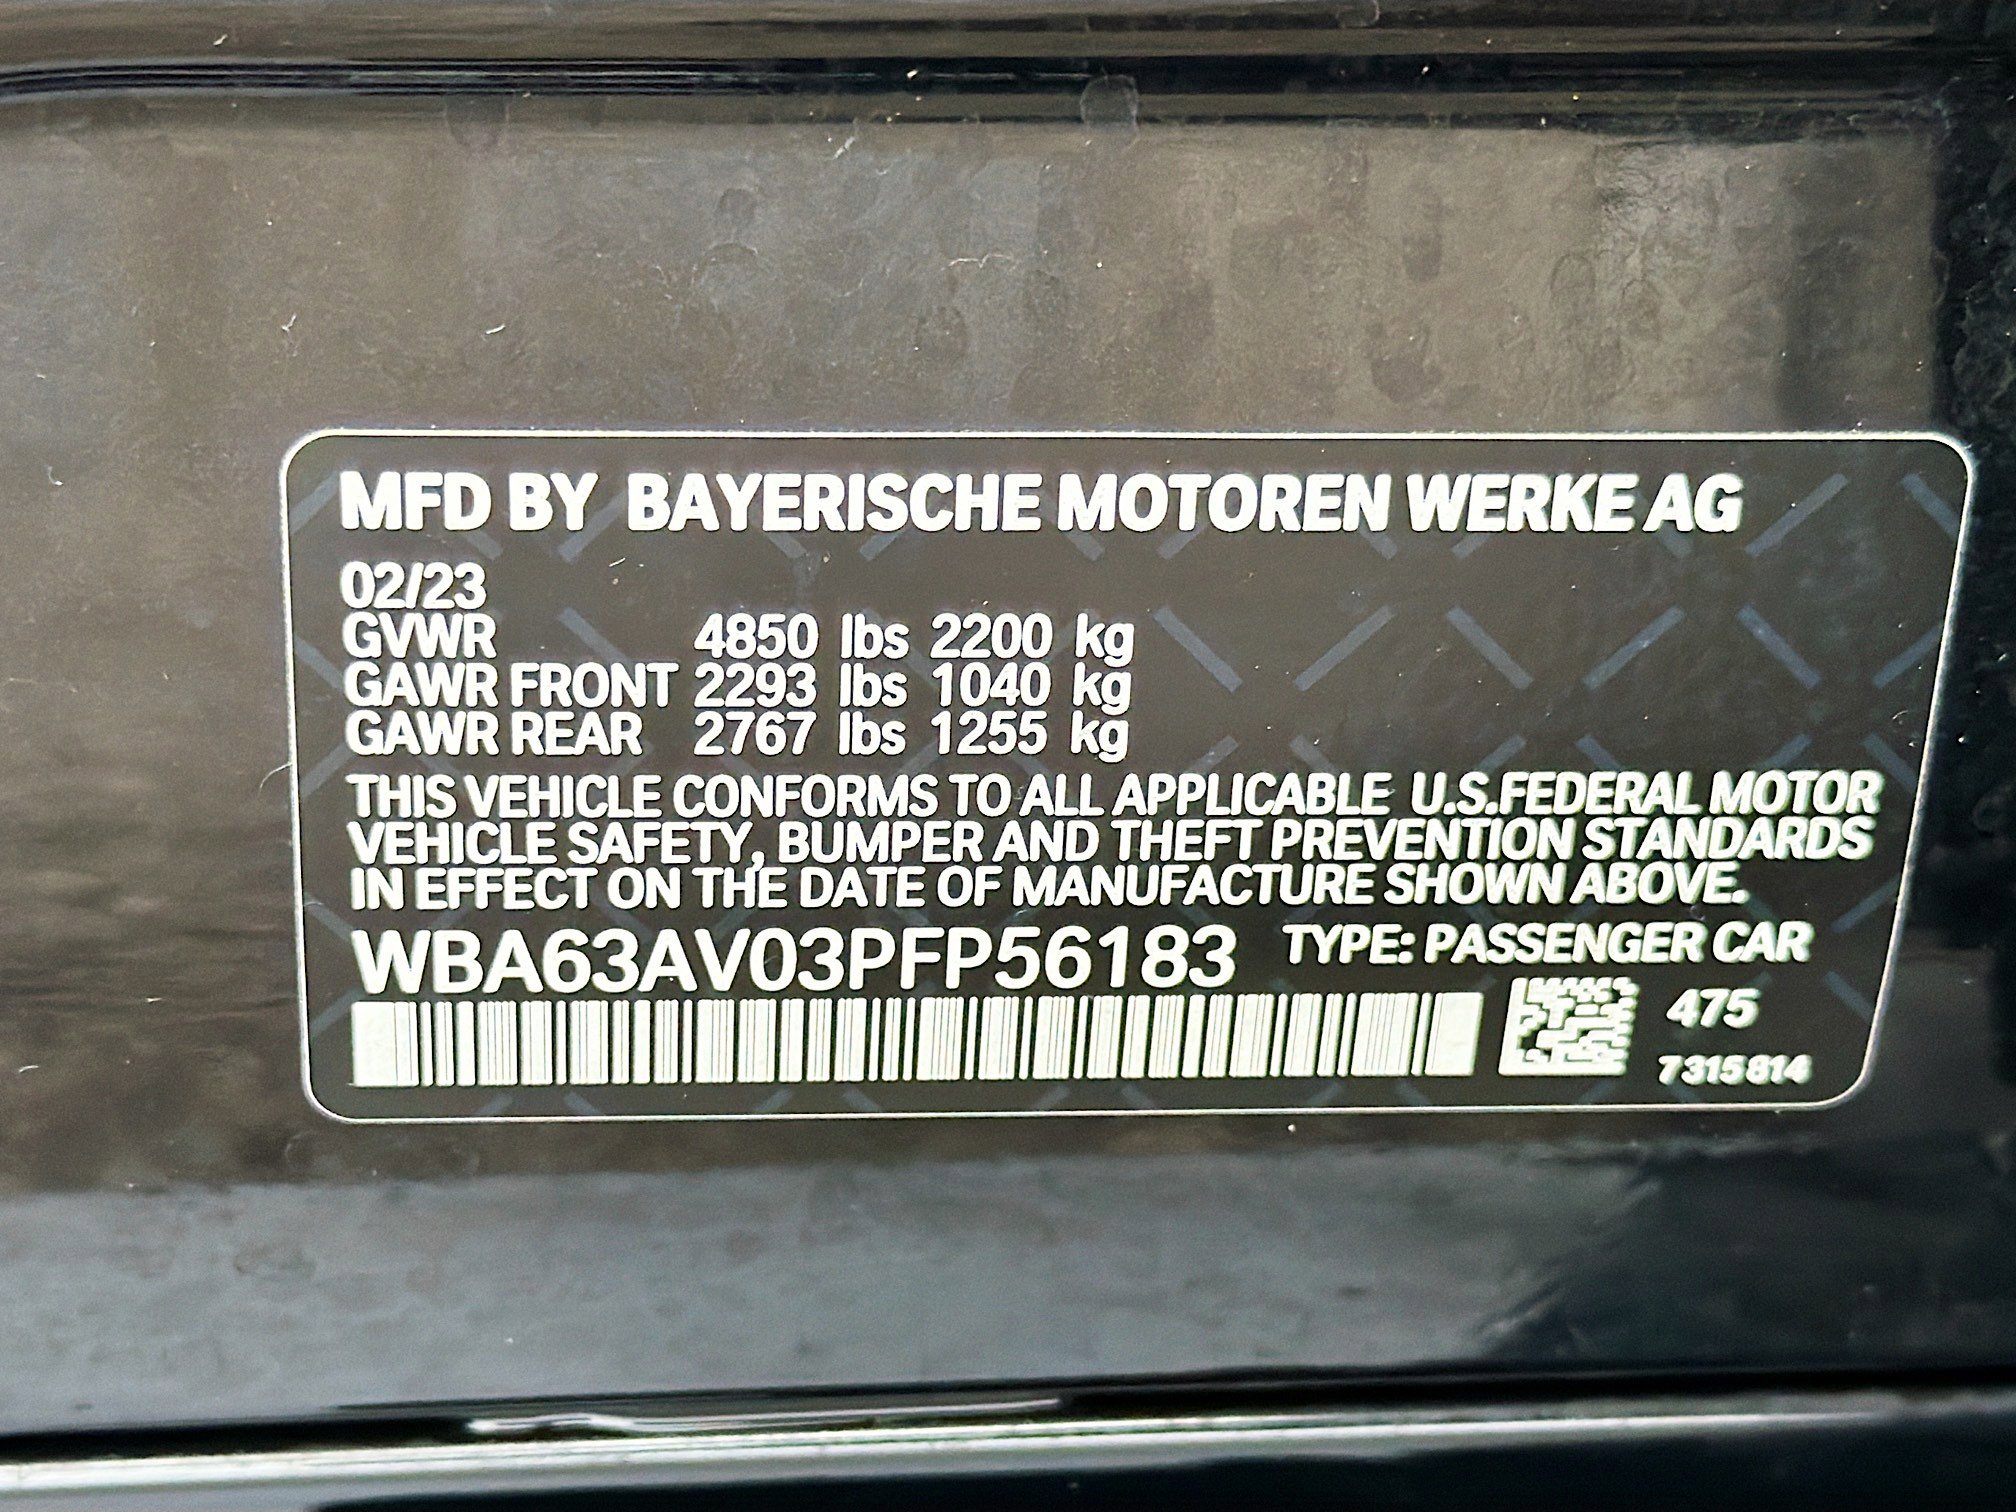 MFD BY BAYERISCHE MOTOREN WERKE AG
02/23
GVWR 4850 lbs 2200 kg
GAWR FRONT 2293 lbs 1040 kg
GAWR REAR 2767 lbs 1255 kg
THIS VEHICLE CONFORMS TO ALL APPLICABLE U.S.FEDERAL MOTOR
VEHICLE SAFETY, BUMPER AND THEFT PREVENTION STANDARDS
IN EFFECT ON THE DATE OF MANUFACTURE SHOWN ABOVE.
WBA63AV03PFP56183 TYPE: PASSENGER CAR
475
7315814